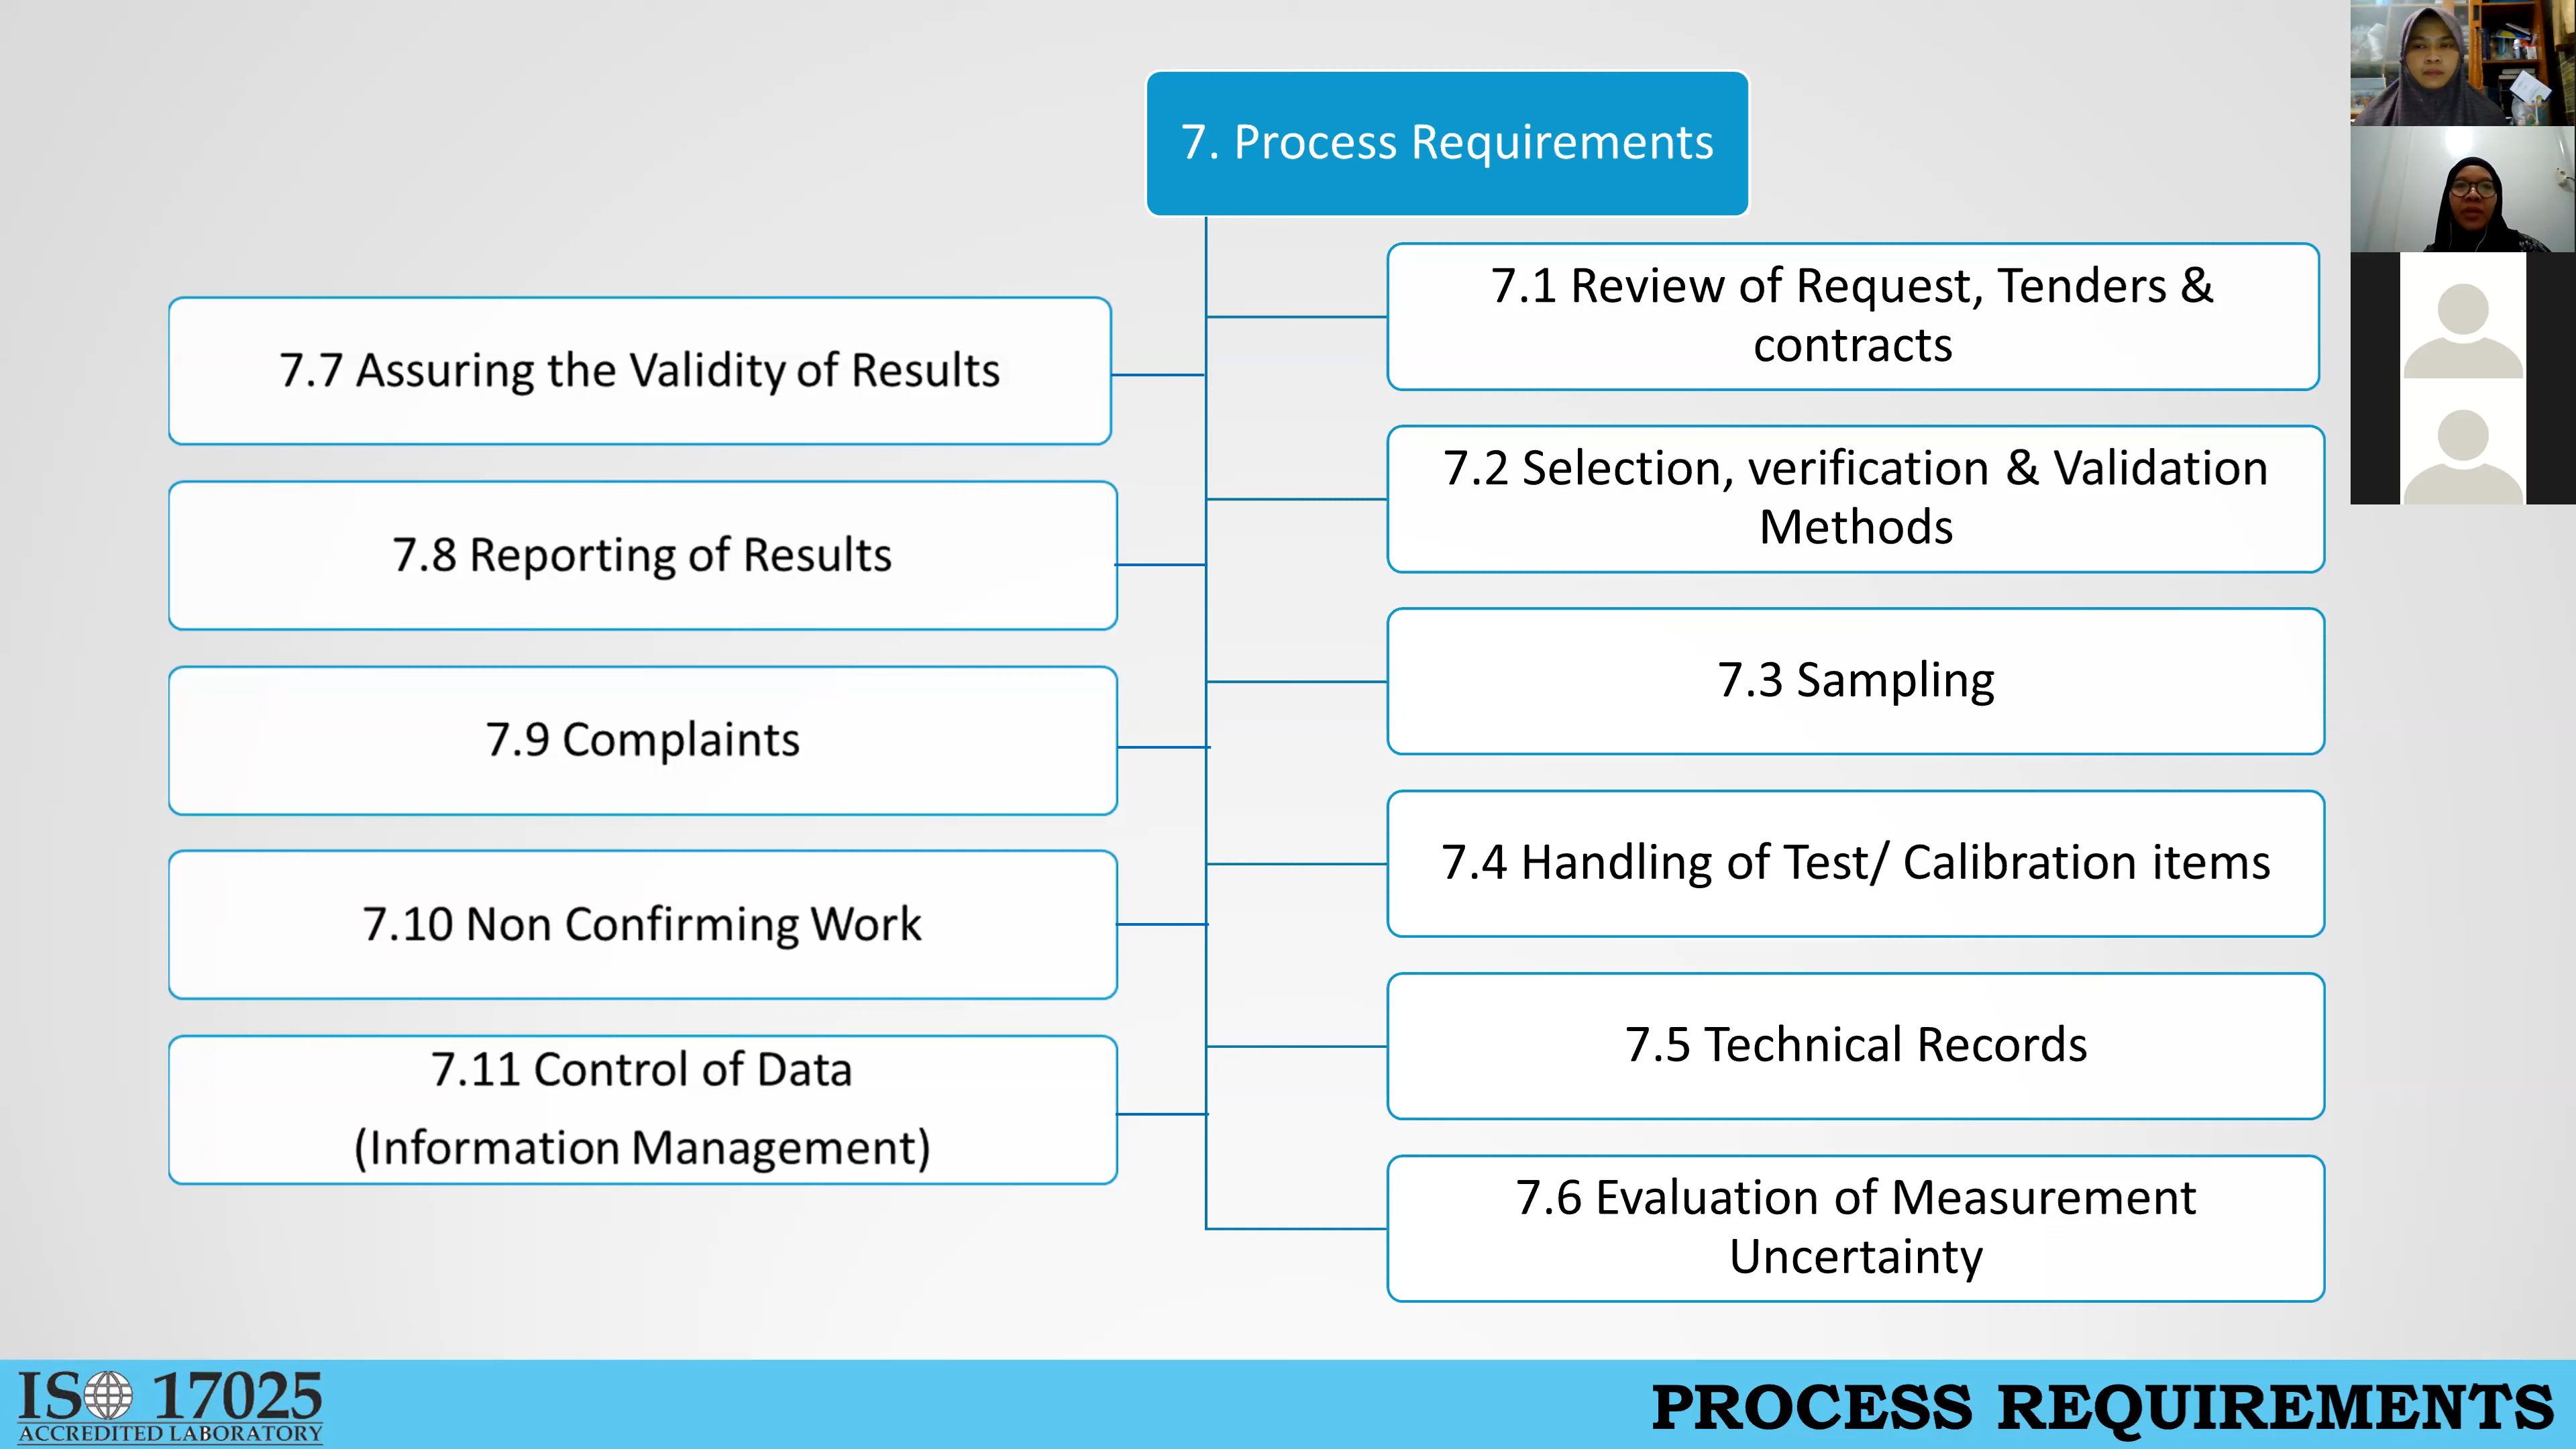 7. Process Requirements
7.1 Review of Request, Tenders &
contracts
7.2 Selection, verification & Validation
Methods
7.3 Sampling
7.4 Handling of Test/ Calibration items
7.5 Technical Records
7.6 Evaluation of Measurement
Uncertainty
7.7 Assuring the Validity of Results
7.8 Reporting of Results
7.9 Complaints
7.10 Non Confirming Work
7.11 Control of Data
(Information Management)
ISO 17025
ACCREDITED LABORATORY
PROCESS REQUIREMENTS